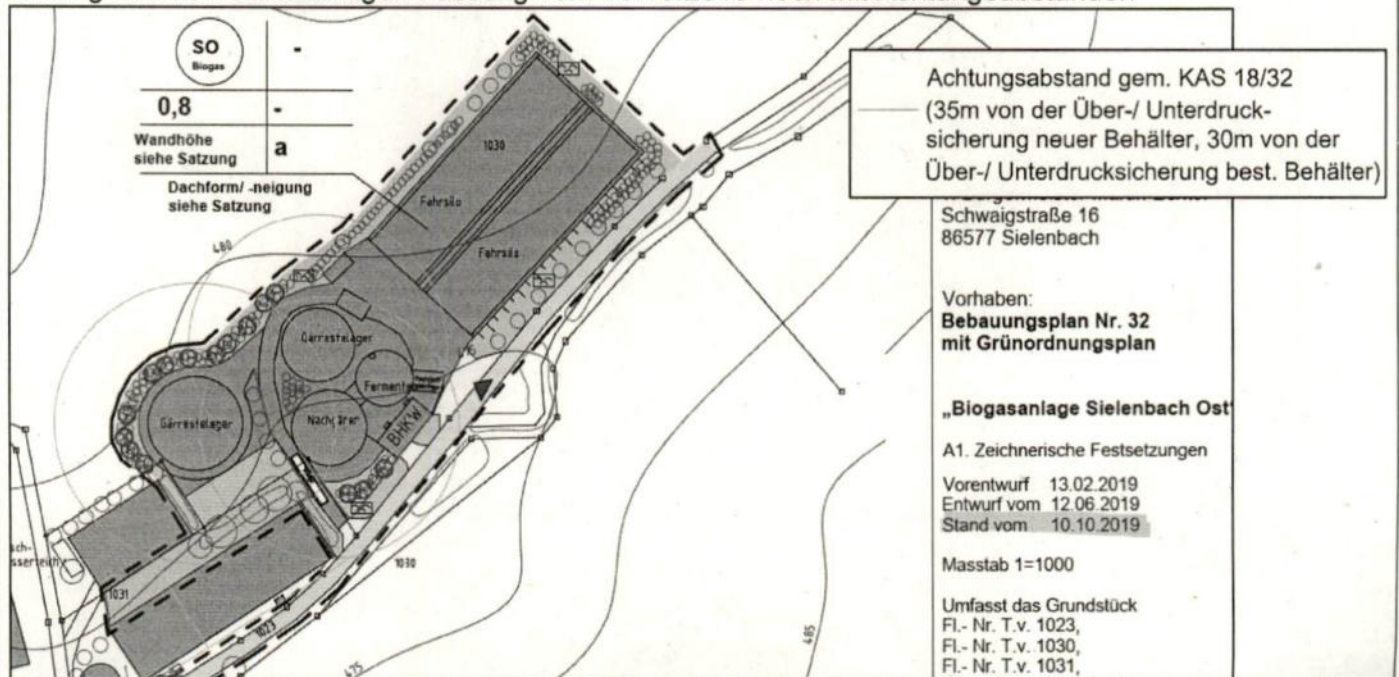 SO
Biogas
-
0,8
-
Wandhöhe
siehe Satzung
a
Dachform/ -neigung
siehe Satzung
Achtungsabstand gem. KAS 18/32
(35m von der Über-/ Unterdruck-
sicherung neuer Behälter, 30m von der
Über-/ Unterdrucksicherung best. Behälter)
Schwaigstraße 16
86577 Sielenbach
Vorhaben:
Bebauungsplan Nr. 32
mit Grünordnungsplan
„Biogasanlage Sielenbach Ost"
A1. Zeichnerische Festsetzungen
Vorentwurf 13.02.2019
Entwurf vom 12.06.2019
Stand vom 10.10.2019
Masstab 1=1000
Umfasst das Grundstück
Fl.- Nr. T.v. 1023,
Fl.- Nr. T.v. 1030,
Fl.- Nr. T.v. 1031,
1030
Fahrsilo
Fahrsilo
480
475
Gärrestelager
Fermenter
Gärrestelager
Nachgärer
BHKW
1030
1031
1023
475
485